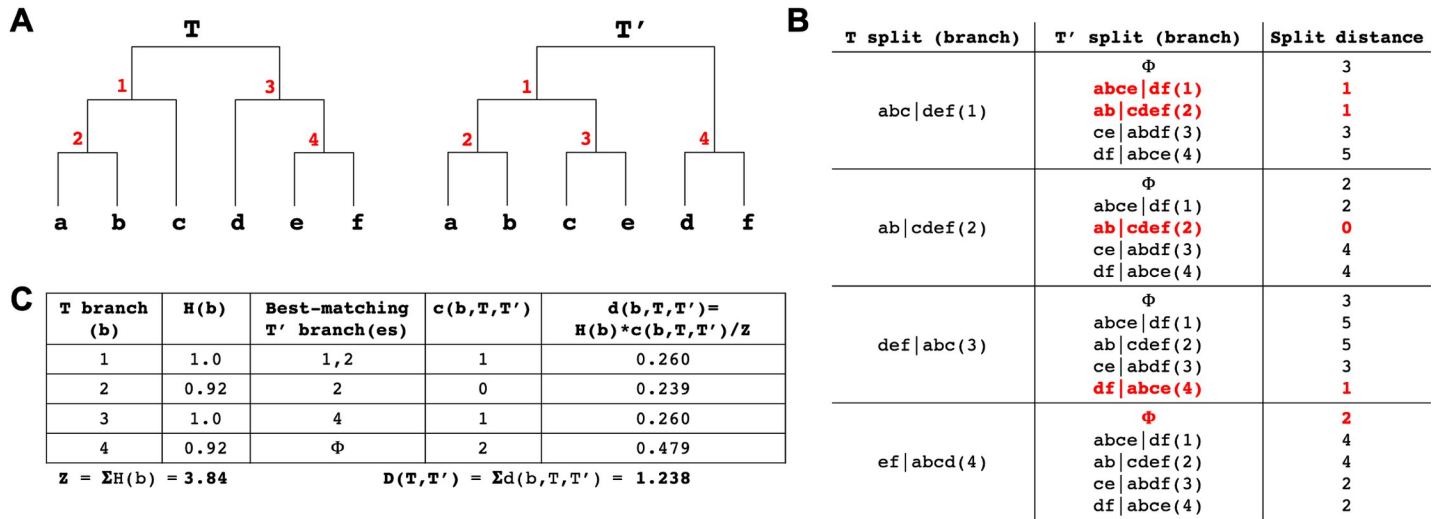 A
T
T′
1
3
1
2
4
2
3
4
a b c d e f
a b c e d f
B
T split (branch) T′ split (branch) Split distance
abc|def(1)
Φ 3
abce|df(1) 1
ab|cdef(2) 1
ce|abdf(3) 3
df|abce(4) 5
ab|cdef(2)
Φ 2
abce|df(1) 2
ab|cdef(2) 0
ce|abdf(3) 4
df|abce(4) 4
def|abc(3)
Φ 3
abce|df(1) 5
ab|cdef(2) 5
ce|abdf(3) 3
df|abce(4) 1
ef|abcd(4)
Φ 2
abce|df(1) 4
ab|cdef(2) 4
ce|abdf(3) 2
df|abce(4) 2
C
T branch (b) H(b) Best-matching T′ branch(es) c(b,T,T′) d(b,T,T′)= H(b)*c(b,T,T′)/Z
1 1.0 1,2 1 0.260
2 0.92 2 0 0.239
3 1.0 4 1 0.260
4 0.92 Φ 2 0.479
Z = ΣH(b) = 3.84 D(T,T′) = Σd(b,T,T′) = 1.238